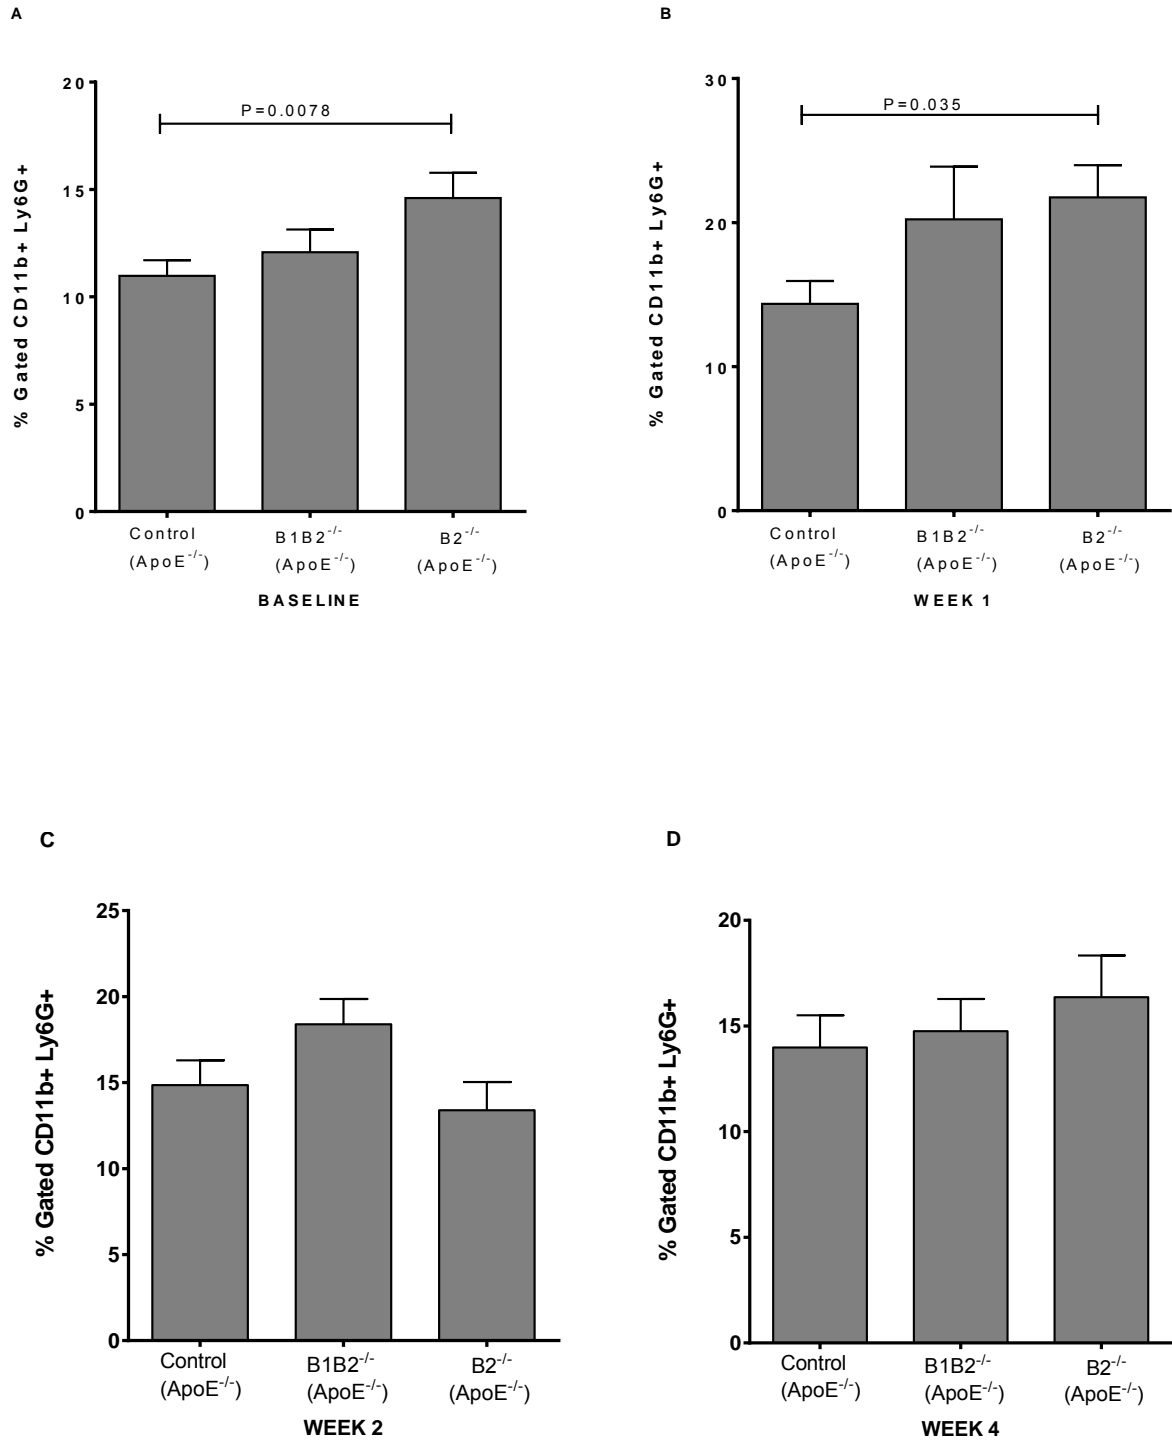 A
% Gated CD11b+ Ly6G+
20
15
10
5
0
P=0.0078
Control B1B2-/- B2-/-
(ApoE-/-) (ApoE-/-) (ApoE-/-)
BASELINE
B
% Gated CD11b+ Ly6G+
30
20
10
0
P=0.035
Control B1B2-/- B2-/-
(ApoE-/-) (ApoE-/-) (ApoE-/-)
WEEK 1
C
% Gated CD11b+ Ly6G+
25
20
15
10
5
0
Control B1B2-/- B2-/-
(ApoE-/-) (ApoE-/-) (ApoE-/-)
WEEK 2
D
% Gated CD11b+ Ly6G+
20
15
10
5
0
Control B1B2-/- B2-/-
(ApoE-/-) (ApoE-/-) (ApoE-/-)
WEEK 4